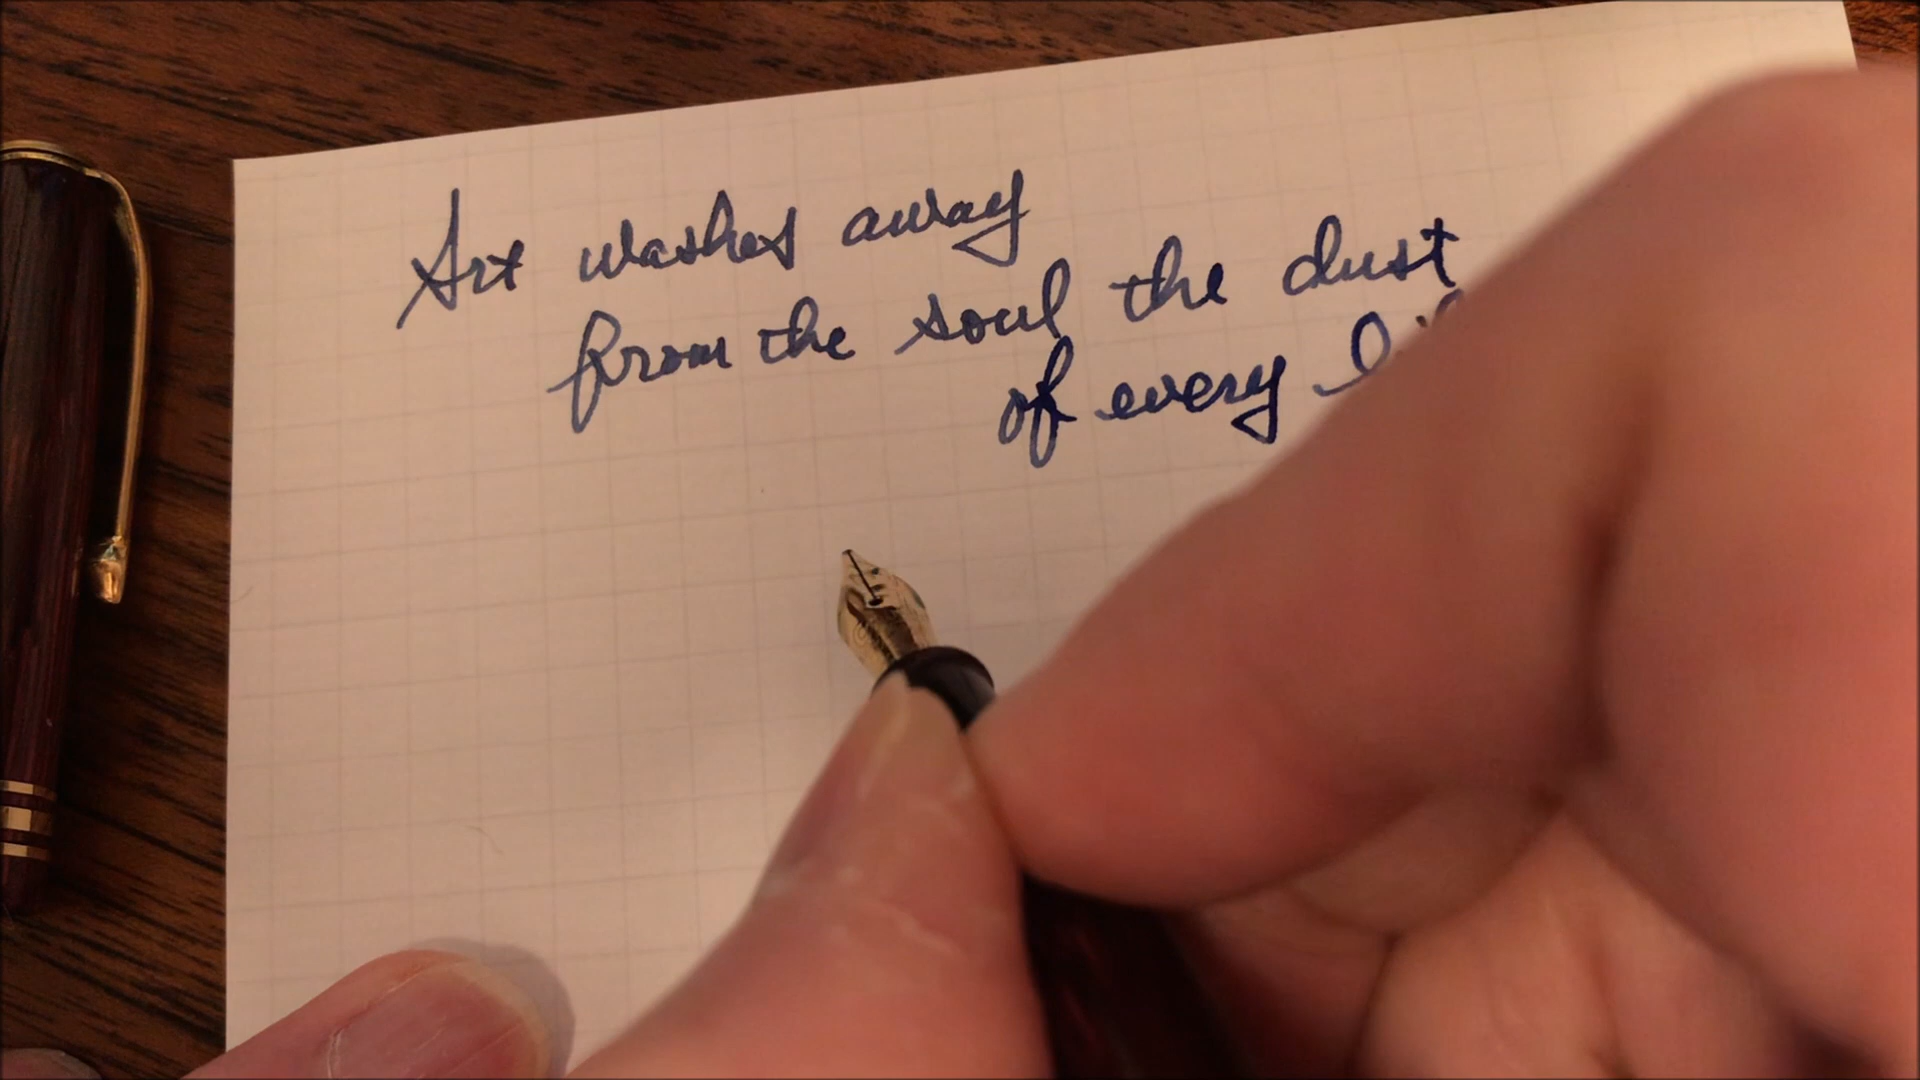 Art washes away
from the soul the dust
of every